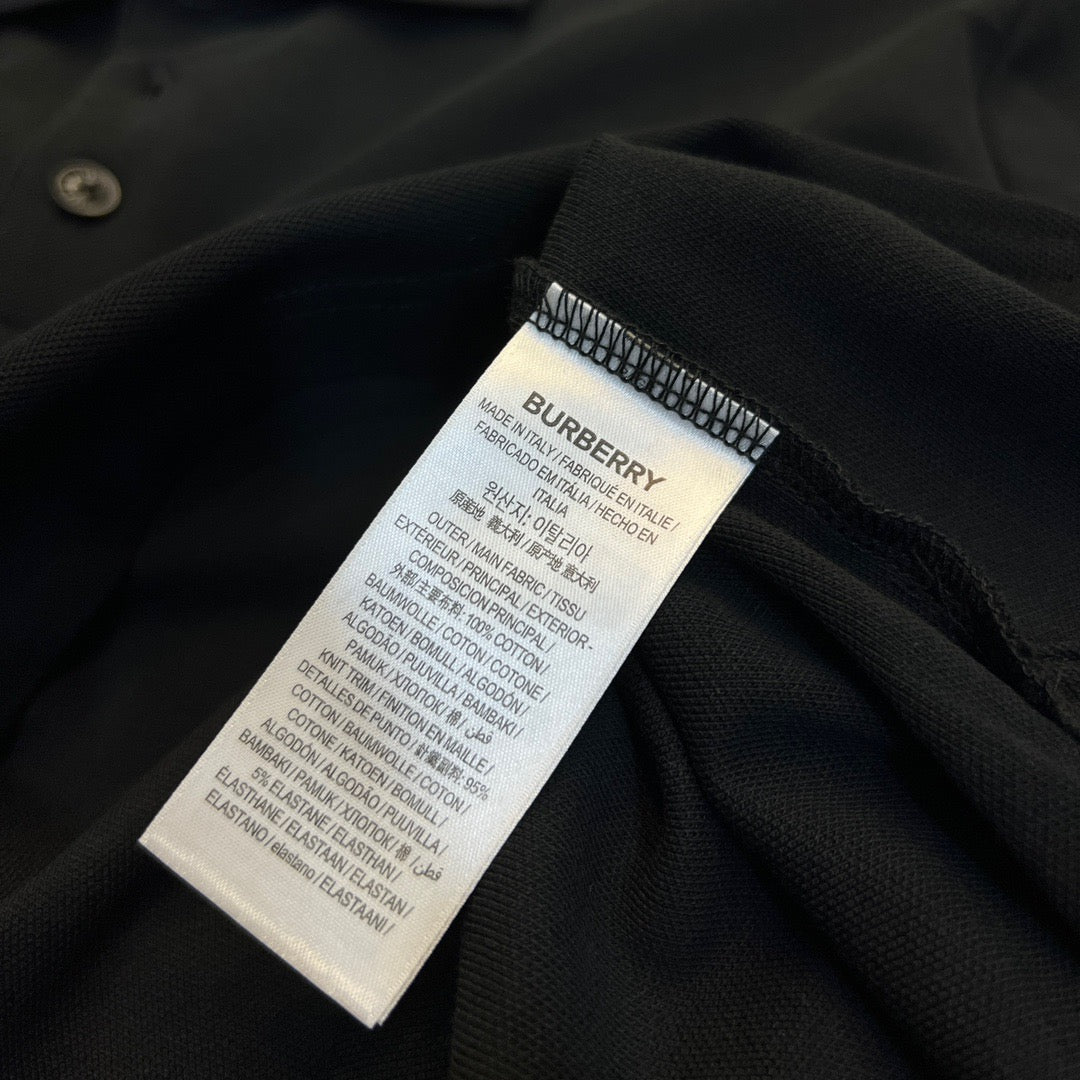 BURBERRY
MADE IN ITALY / FABRIQUÉ EN ITALIE /
FABRICADO EM ITÁLIA / HECHO EN
ITALIA
원산지: 이탈리아
原産地 義大利 / 原产地 意大利
OUTER / MAIN FABRIC / TISSU
EXTÉRIEUR / PRINCIPAL / EXTERIOR -
COMPOSICION PRINCIPAL /
外部/ 主要布料: 100% COTTON /
BAUMWOLLE / COTON / COTONE /
KATOEN / BOMULL / ALGODÓN /
ALGODÃO / PUUVILLA / BAMBAKI /
PAMUK / ХЛОПОК / 棉 / قطن /
KNIT TRIM / FINITION EN MAILLE /
DETALLES DE PUNTO / 針織副料: 95%
COTTON / BAUMWOLLE / COTON /
COTONE / KATOEN / BOMULL /
ALGODÓN / ALGODÃO / PUUVILLA /
BAMBAKI / PAMUK / ХЛОПОК / 棉 / قطن /
5% ELASTANE / ELASTHAN /
ÉLASTHANE / ELASTAAN / ELASTAN /
ELASTANO / elastano / ELASTAANI /